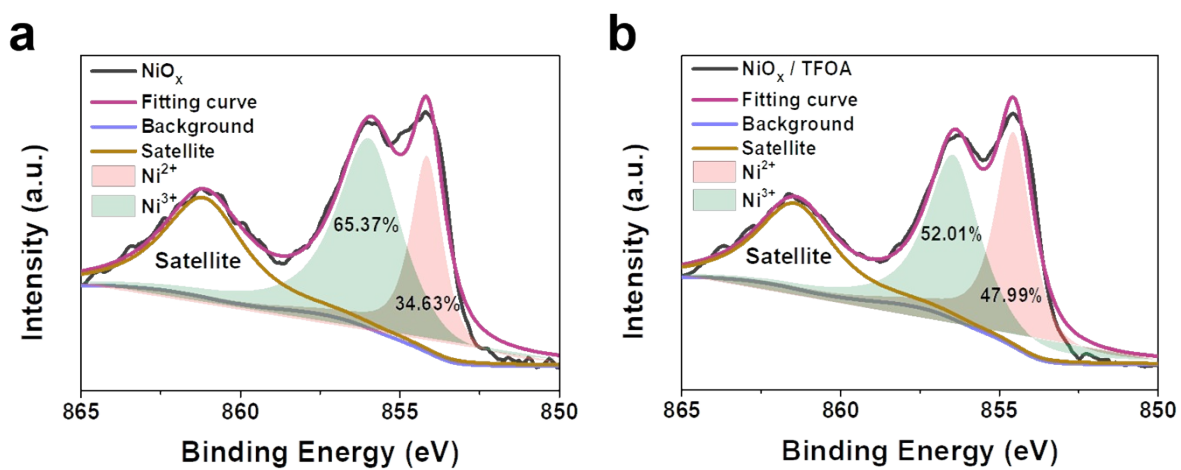 a
NiOₓ
Fitting curve
Background
Satellite
Ni²⁺
Ni³⁺
65.37%
34.63%
Satellite
Intensity (a.u.)
865 860 855 850
Binding Energy (eV)
b
NiOₓ / TFOA
Fitting curve
Background
Satellite
Ni²⁺
Ni³⁺
52.01%
47.99%
Satellite
Intensity (a.u.)
865 860 855 850
Binding Energy (eV)